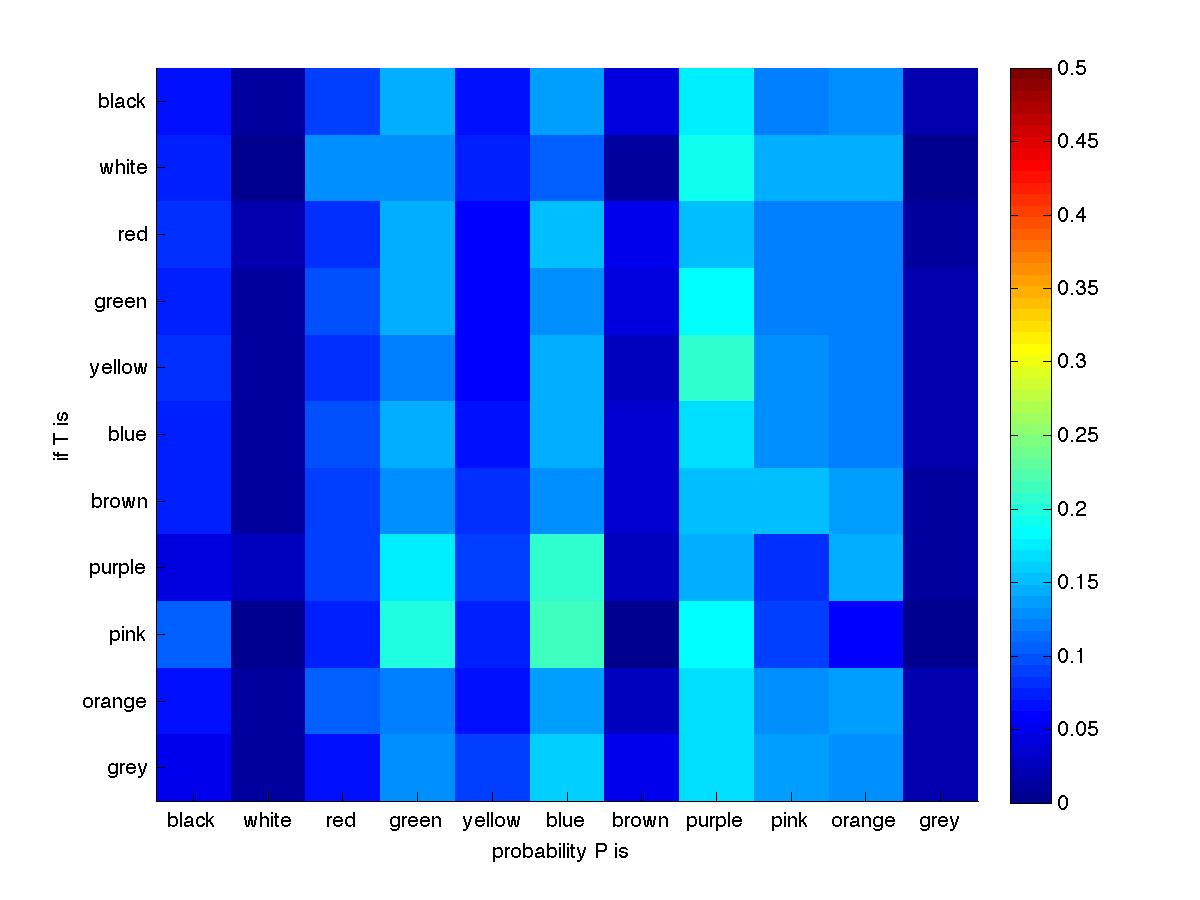 black
white
red
green
yellow
blue
brown
purple
pink
orange
grey
if T is
black white red green yellow blue brown purple pink orange grey
probability P is
0.5
0.45
0.4
0.35
0.3
0.25
0.2
0.15
0.1
0.05
0